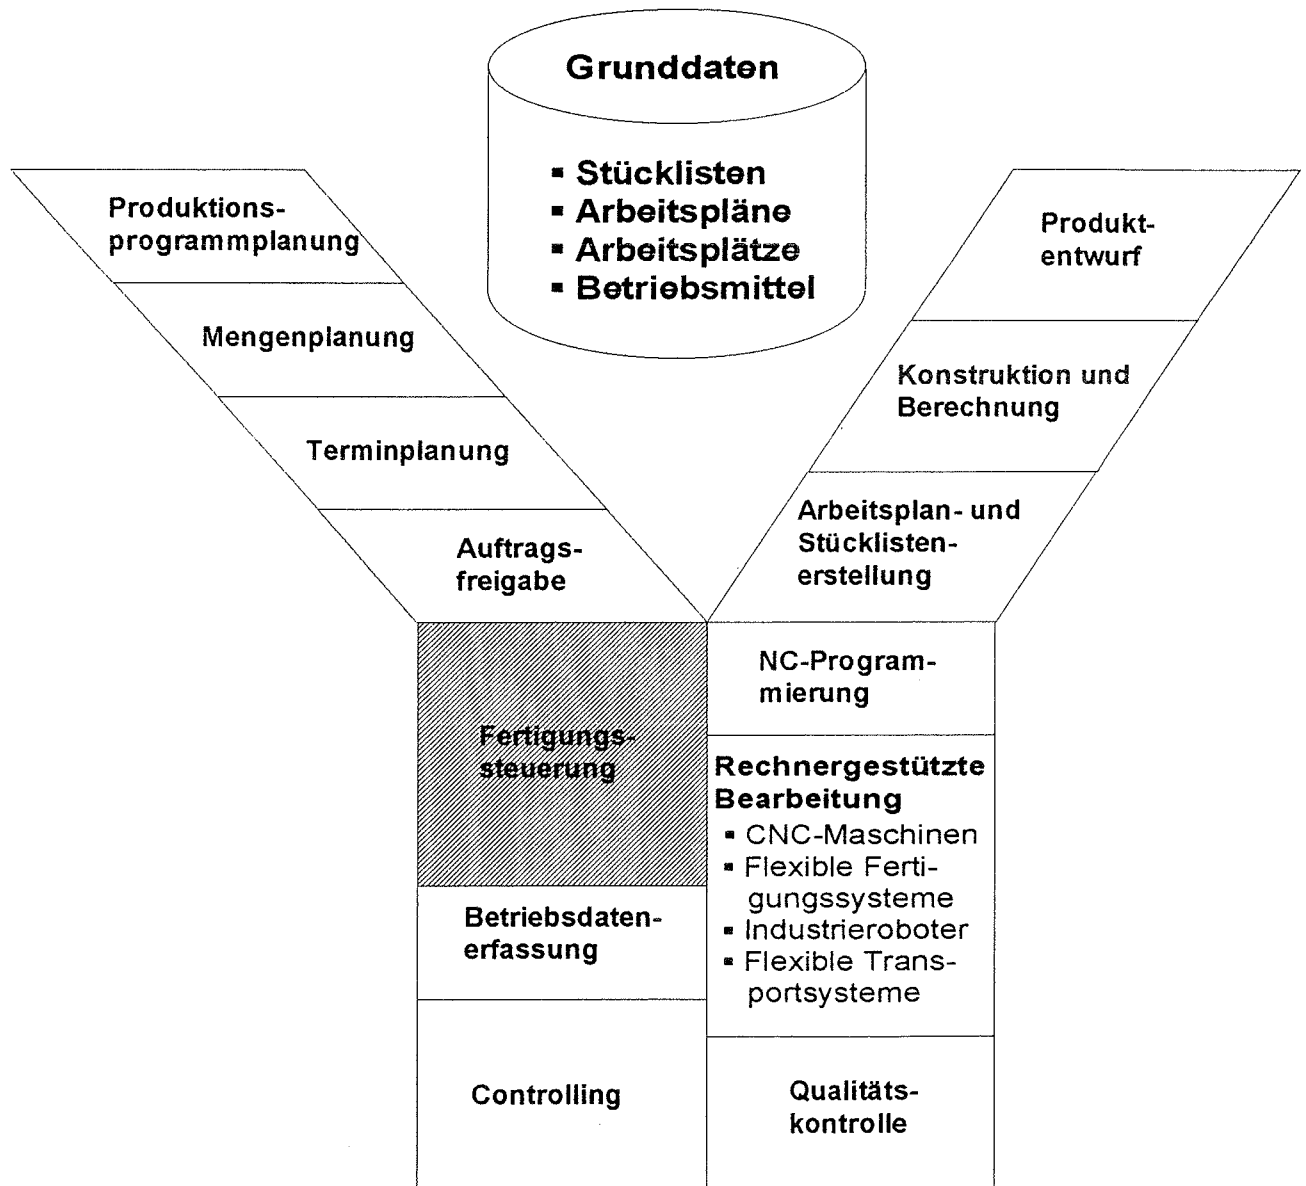 Grunddaten
▪ Stücklisten
▪ Arbeitspläne
▪ Arbeitsplätze
▪ Betriebsmittel
Produktions-
programmplanung
Mengenplanung
Terminplanung
Auftrags-
freigabe
Fertigungs-
steuerung
Betriebsdaten-
erfassung
Controlling
Produkt-
entwurf
Konstruktion und
Berechnung
Arbeitsplan- und
Stücklisten-
erstellung
NC-Program-
mierung
Rechnergestützte
Bearbeitung
▪ CNC-Maschinen
▪ Flexible Ferti-
gungssysteme
▪ Industrieroboter
▪ Flexible Trans-
portsysteme
Qualitäts-
kontrolle